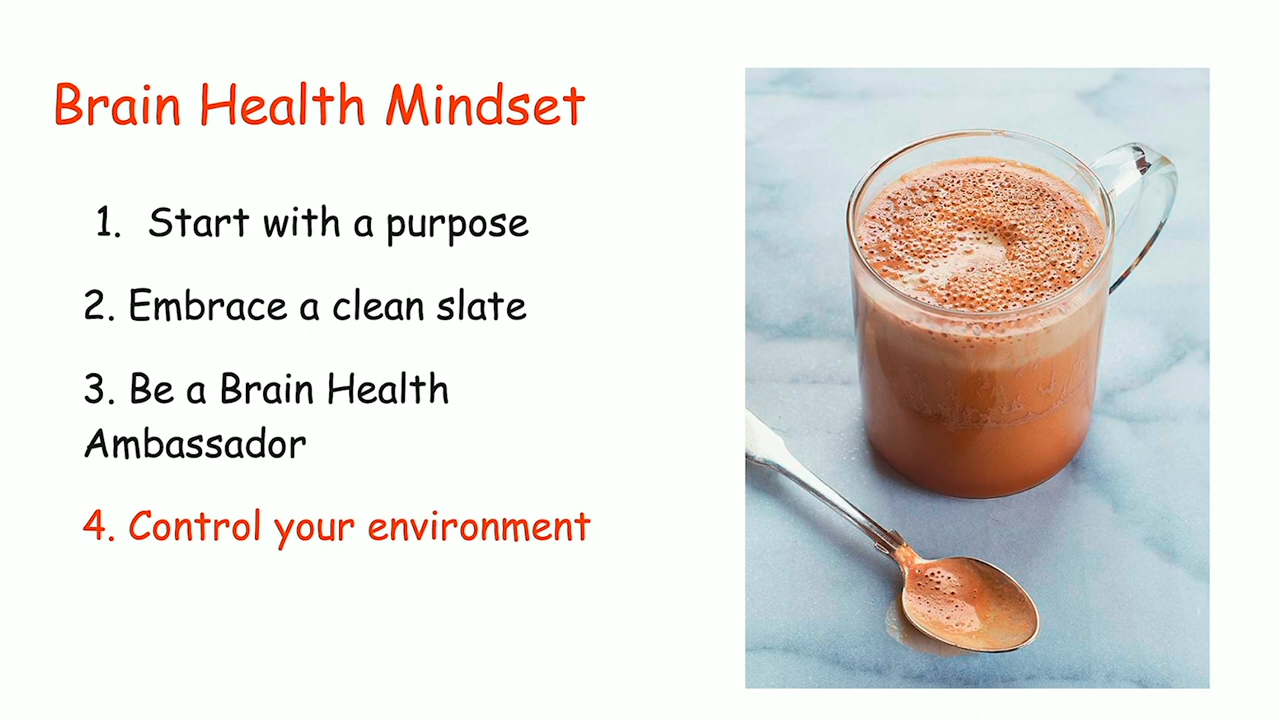 Brain Health Mindset
1. Start with a purpose
2. Embrace a clean slate
3. Be a Brain Health
Ambassador
4. Control your environment